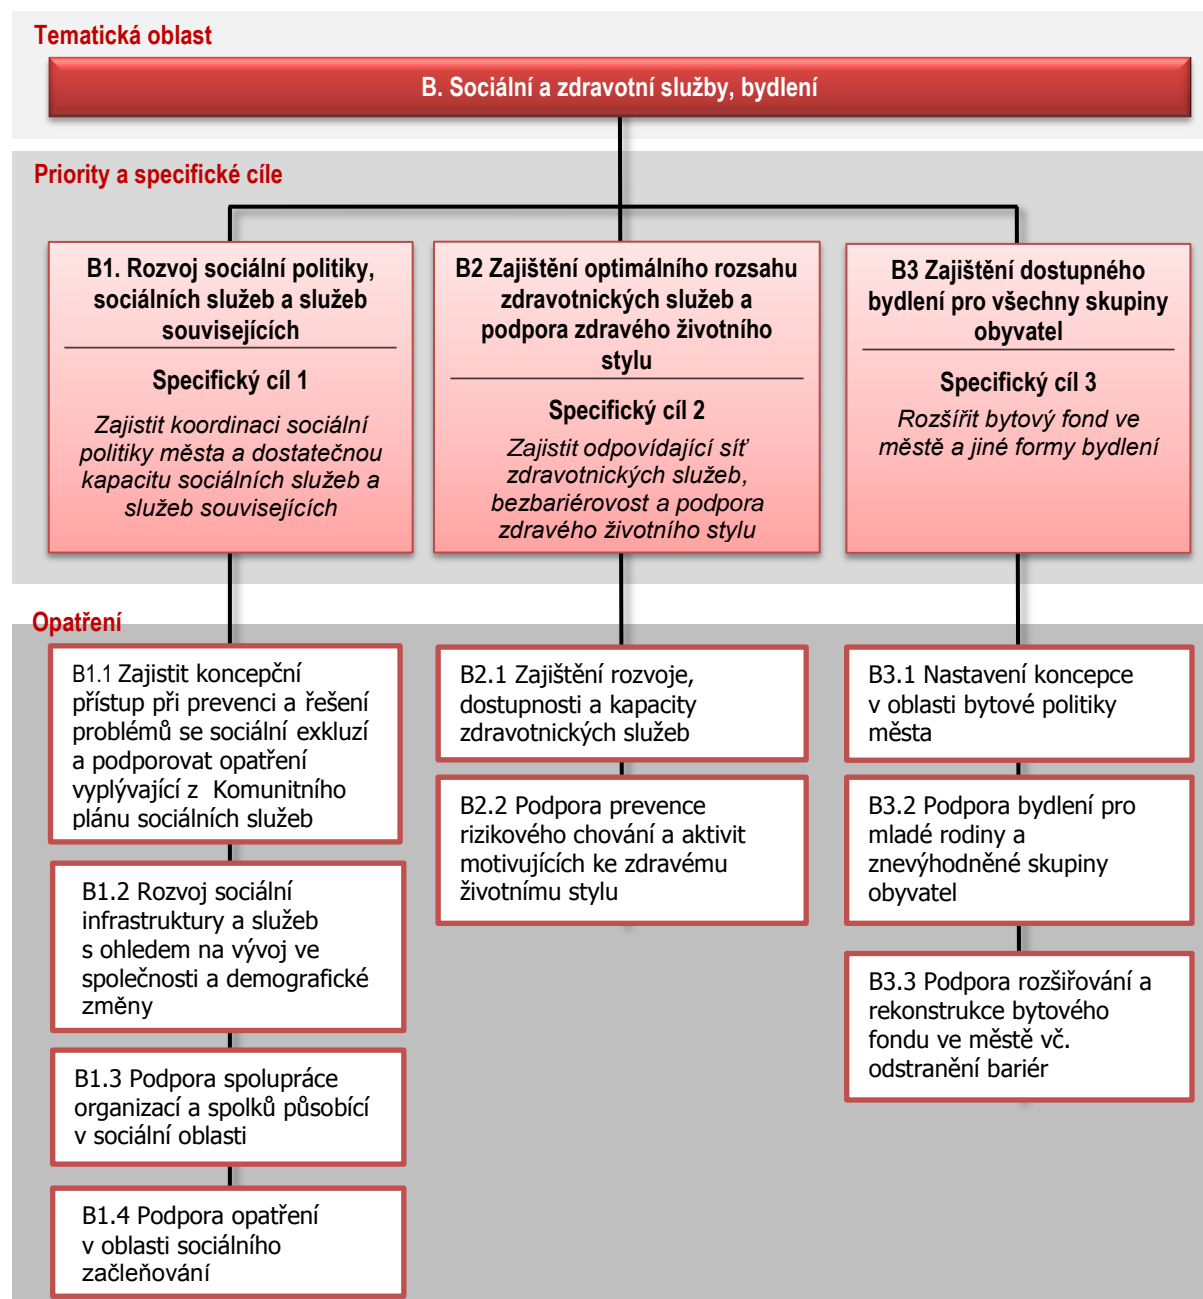 Tematická oblast
B. Sociální a zdravotní služby, bydlení
Priority a specifické cíle
B1. Rozvoj sociální politiky,
sociálních služeb a služeb
souvisejících
Specifický cíl 1
Zajistit koordinaci sociální
politiky města a dostatečnou
kapacitu sociálních služeb a
služeb souvisejících
B2 Zajištění optimálního rozsahu
zdravotnických služeb a
podpora zdravého životního
stylu
Specifický cíl 2
Zajistit odpovídající síť
zdravotnických služeb,
bezbariérovost a podpora
zdravého životního stylu
B3 Zajištění dostupného
bydlení pro všechny skupiny
obyvatel
Specifický cíl 3
Rozšířit bytový fond ve
městě a jiné formy bydlení
Opatření
B1.1 Zajistit koncepční
přístup při prevenci a řešení
problémů se sociální exkluzí
a podporovat opatření
vyplývající z Komunitního
plánu sociálních služeb
B1.2 Rozvoj sociální
infrastruktury a služeb
s ohledem na vývoj ve
společnosti a demografické
změny
B1.3 Podpora spolupráce
organizací a spolků působící
v sociální oblasti
B1.4 Podpora opatření
v oblasti sociálního
začleňování
B2.1 Zajištění rozvoje,
dostupnosti a kapacity
zdravotnických služeb
B2.2 Podpora prevence
rizikového chování a aktivit
motivujících ke zdravému
životnímu stylu
B3.1 Nastavení koncepce
v oblasti bytové politiky
města
B3.2 Podpora bydlení pro
mladé rodiny a
znevýhodněné skupiny
obyvatel
B3.3 Podpora rozšiřování a
rekonstrukce bytového
fondu ve městě vč.
odstranění bariér